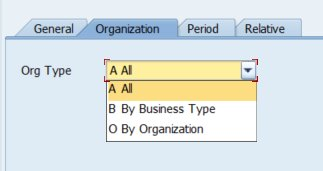 General Organization Period Relative
Org Type A All
A All
B By Business Type
O By Organization